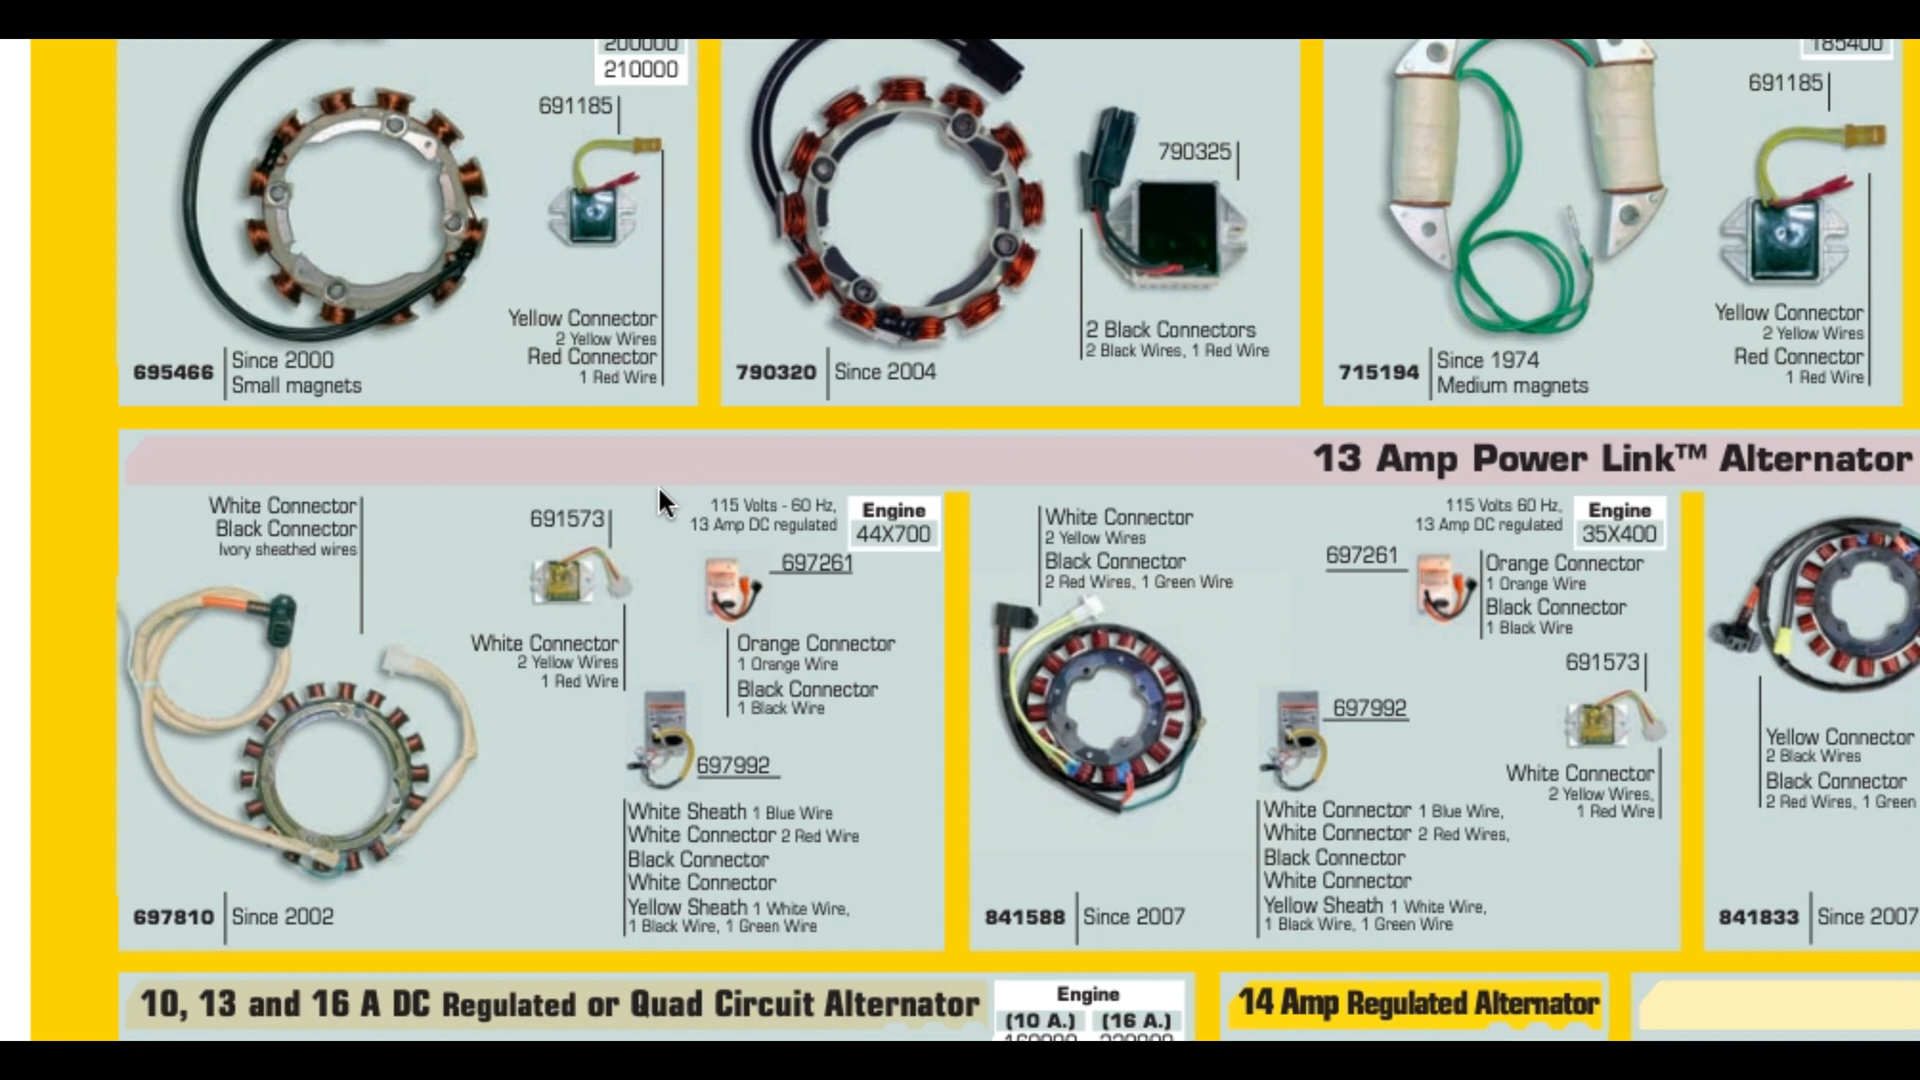 200000
210000
691185
Yellow Connector
2 Yellow Wires
Red Connector
1 Red Wire
695466
Since 2000
Small magnets
790325
2 Black Connectors
2 Black Wires, 1 Red Wire
790320
Since 2004
185400
691185
Yellow Connector
2 Yellow Wires
Red Connector
1 Red Wire
715194
Since 1974
Medium magnets
13 Amp Power Link™ Alternator
White Connector
Black Connector
Ivory sheathed wires
691573
115 Volts - 60 Hz,
13 Amp DC regulated
Engine
44X700
697261
White Connector
2 Yellow Wires
1 Red Wire
Orange Connector
1 Orange Wire
Black Connector
1 Black Wire
697992
White Sheath 1 Blue Wire
White Connector 2 Red Wire
Black Connector
White Connector
Yellow Sheath 1 White Wire,
1 Black Wire, 1 Green Wire
697810
Since 2002
White Connector
2 Yellow Wires
Black Connector
2 Red Wires, 1 Green Wire
115 Volts 60 Hz,
13 Amp DC regulated
Engine
35X400
697261
Orange Connector
1 Orange Wire
Black Connector
1 Black Wire
691573
697992
White Connector
2 Yellow Wires,
1 Red Wire
White Connector 1 Blue Wire,
White Connector 2 Red Wires,
Black Connector
White Connector
Yellow Sheath 1 White Wire,
1 Black Wire, 1 Green Wire
841588
Since 2007
Yellow Connector
2 Black Wires
Black Connector
2 Red Wires, 1 Green
841833
Since 2007
10, 13 and 16 A DC Regulated or Quad Circuit Alternator
Engine
(10 A.) (16 A.)
14 Amp Regulated Alternator